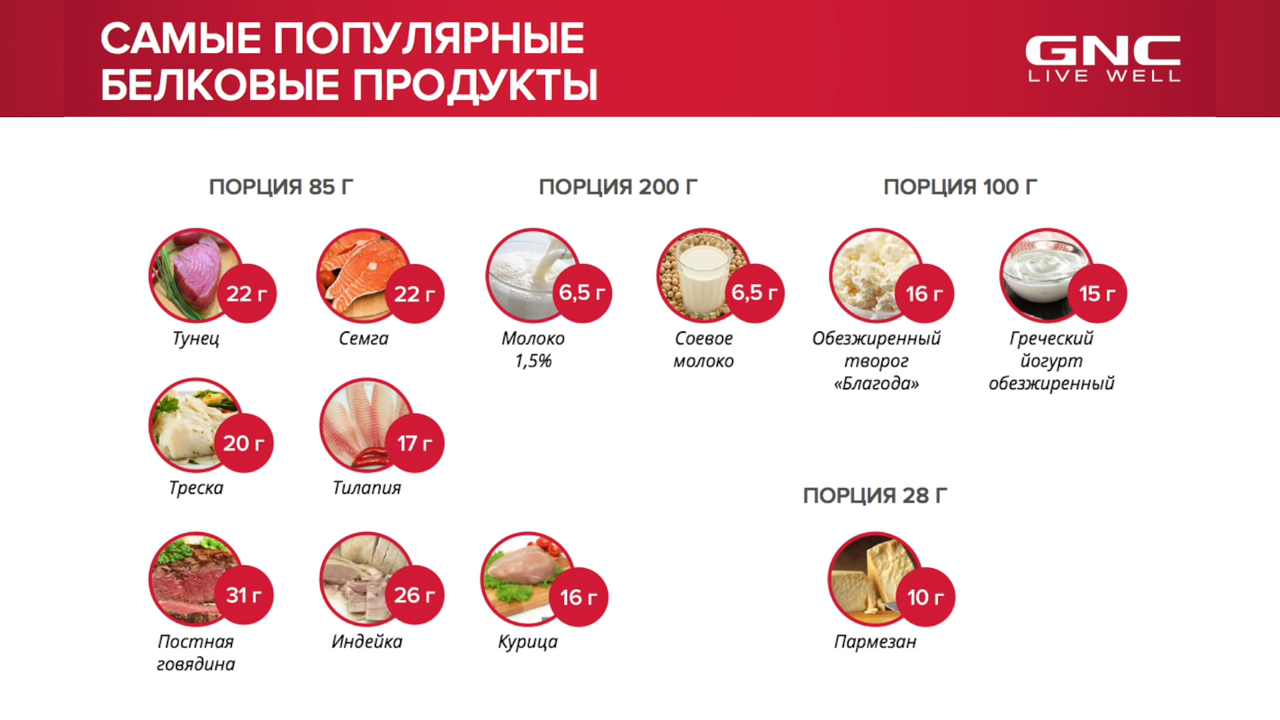 САМЫЕ ПОПУЛЯРНЫЕ
БЕЛКОВЫЕ ПРОДУКТЫ
GNC
LIVE WELL
ПОРЦИЯ 85 Г
ПОРЦИЯ 200 Г
ПОРЦИЯ 100 Г
22 г
22 г
6,5 г
6,5 г
16 г
15 г
Тунец
Семга
Молоко
1,5%
Соевое
молоко
Обезжиренный
творог
«Благода»
Греческий
йогурт
обезжиренный
20 г
17 г
Треска
Тилапия
ПОРЦИЯ 28 Г
31 г
26 г
16 г
10 г
Постная
говядина
Индейка
Курица
Пармезан